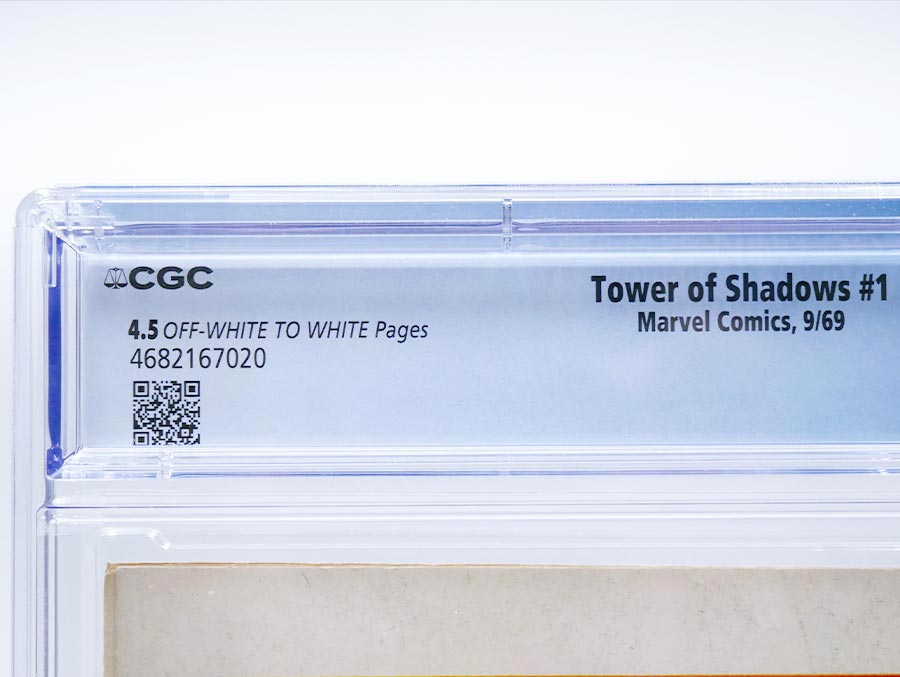 CGC
4.5 OFF-WHITE TO WHITE Pages
4682167020
Tower of Shadows #1
Marvel Comics, 9/69